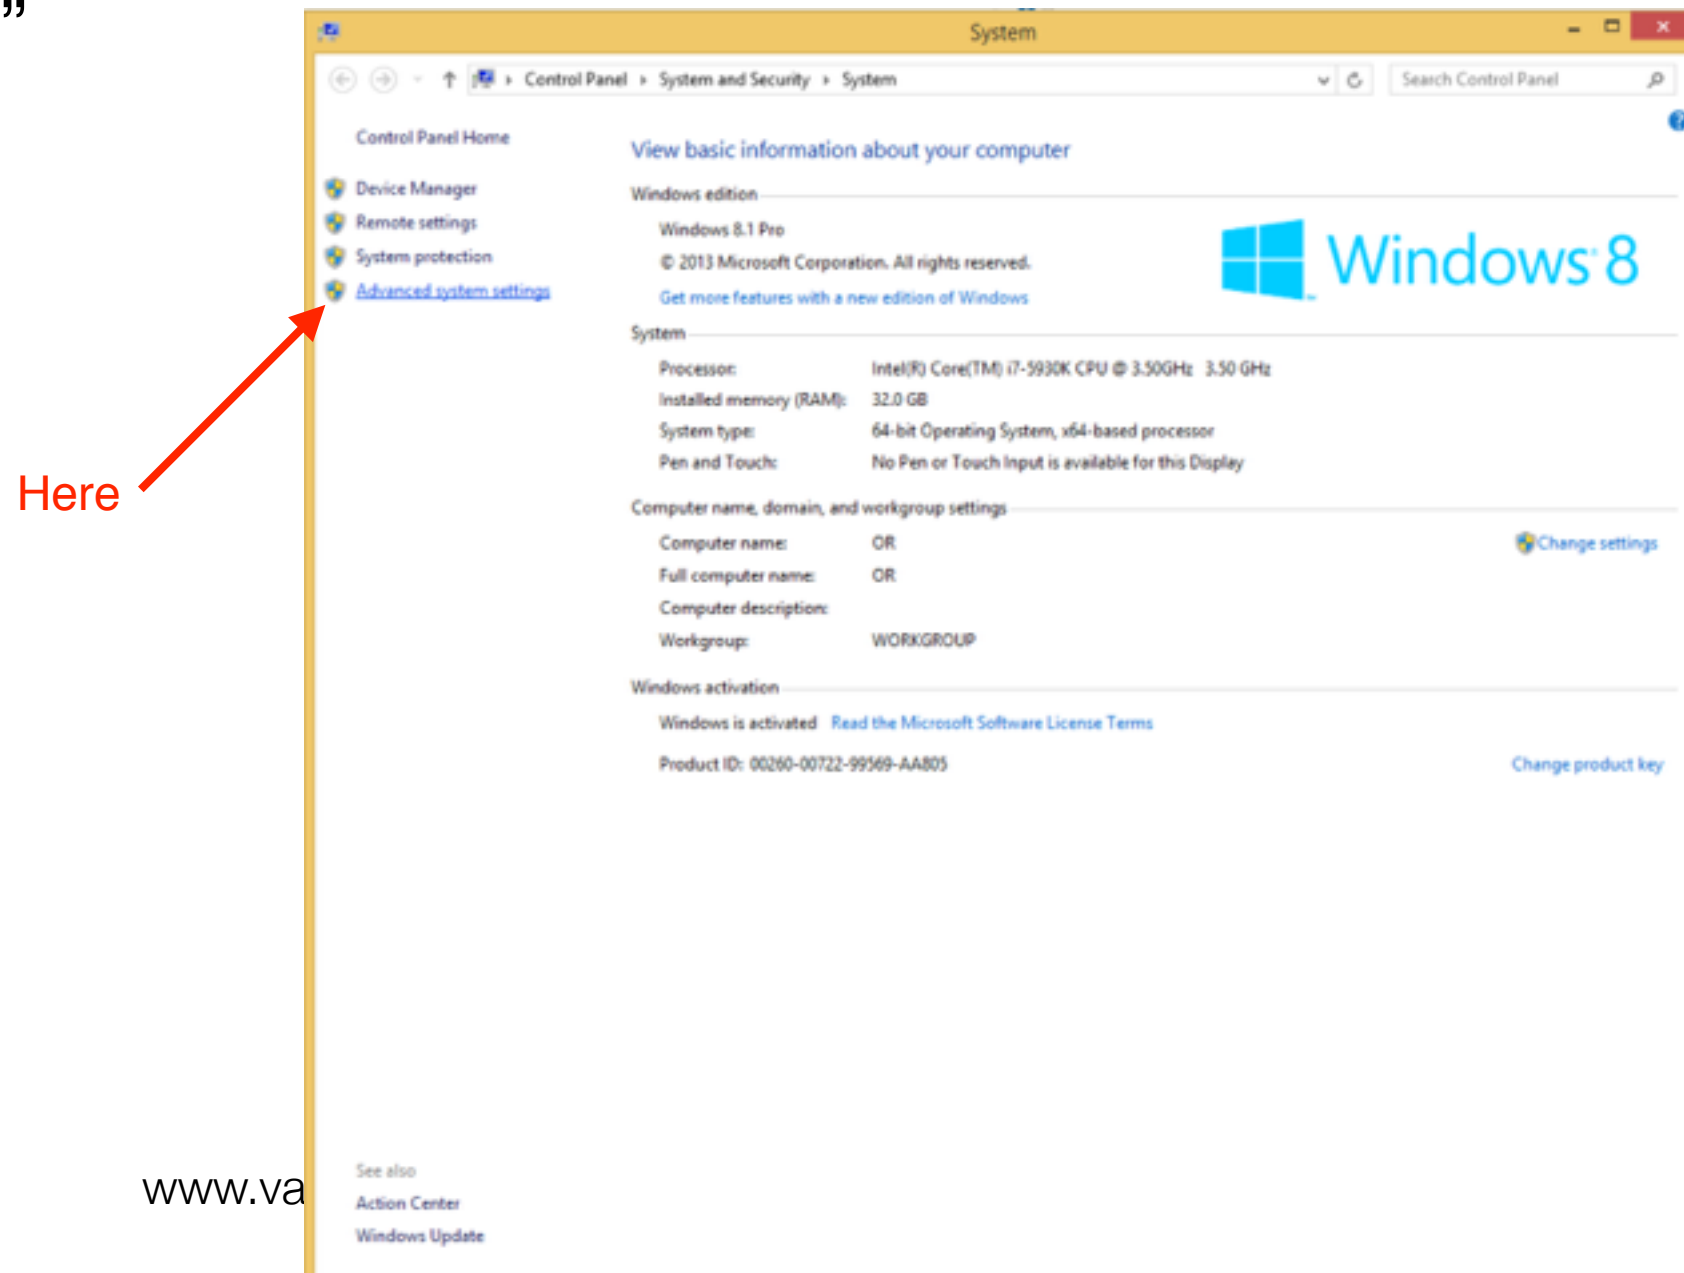 ”
System
Control Panel System and Security System
Search Control Panel
Control Panel Home
Device Manager
Remote settings
System protection
Advanced system settings
Here
View basic information about your computer
Windows edition
Windows 8.1 Pro
© 2013 Microsoft Corporation. All rights reserved.
Get more features with a new edition of Windows
Windows 8
System
Processor: Intel(R) Core(TM) i7-5930K CPU @ 3.50GHz 3.50 GHz
Installed memory (RAM): 32.0 GB
System type: 64-bit Operating System, x64-based processor
Pen and Touch: No Pen or Touch Input is available for this Display
Computer name, domain, and workgroup settings
Computer name: OR
Change settings
Full computer name: OR
Computer description:
Workgroup: WORKGROUP
Windows activation
Windows is activated Read the Microsoft Software License Terms
Product ID: 00260-00722-99569-AA805
Change product key
See also
Action Center
Windows Update
www.va